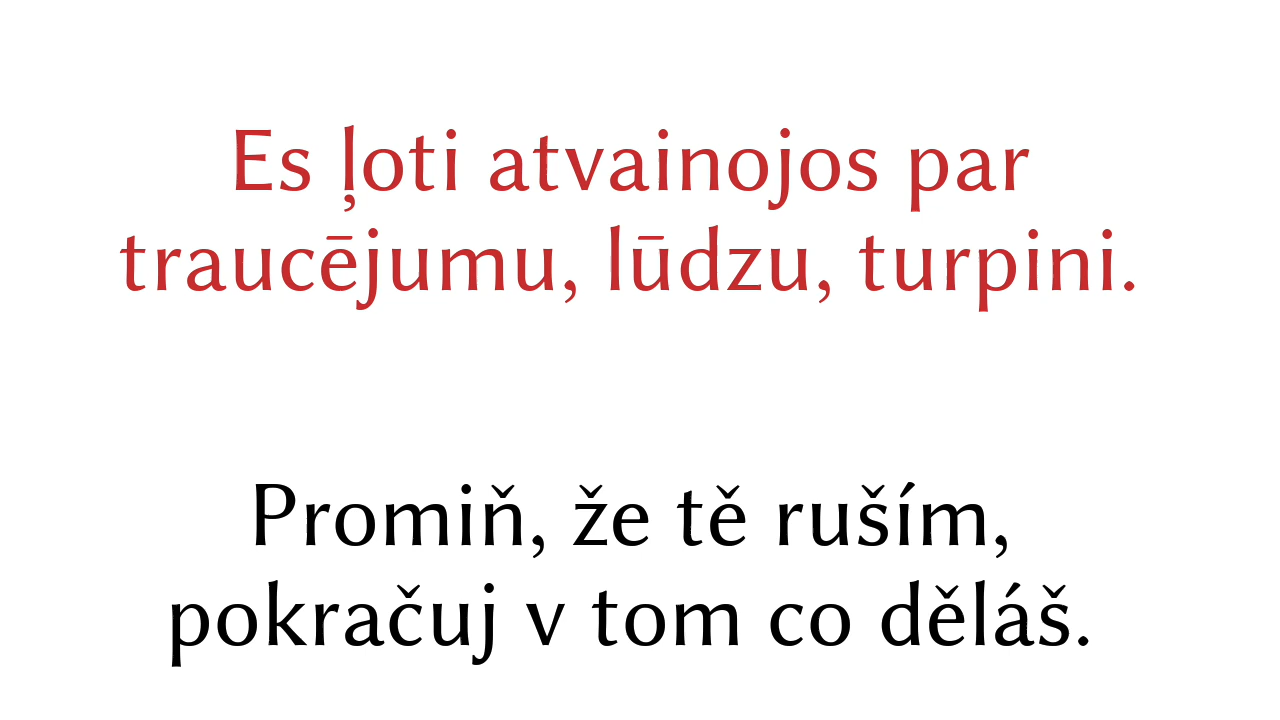 Es ļoti atvainojos par
traucējumu, lūdzu, turpini.
Promiň, že tě ruším,
pokračuj v tom co děláš.